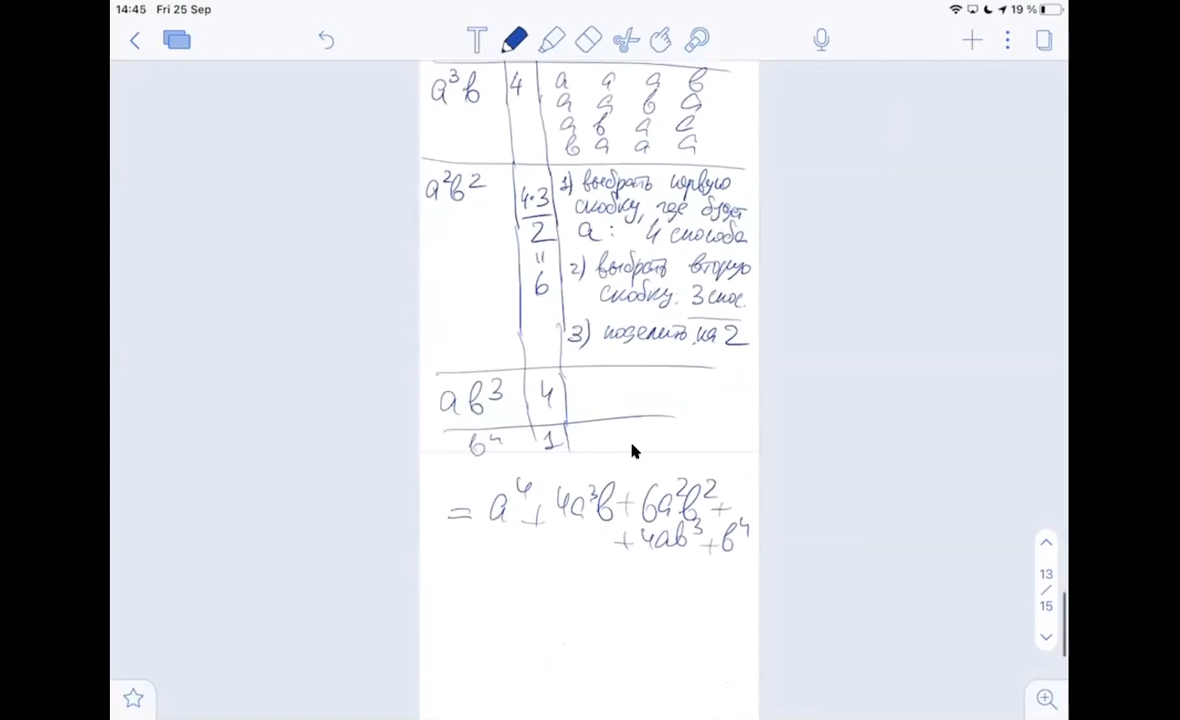 14:45 Fri 25 Sep
19 %
T
a³b 4 a a a b
a a b a
a b a a
b a a a
a²b² 4·3/2 = 6
1) выбрать первую
скобку, где будет
a: 4 способа
2) выбрать вторую
скобку. 3 спос.
3) поделить на 2
ab³ 4
b⁴ 1
= a⁴ + 4a³b + 6a²b² +
+ 4ab³ + b⁴
13
/
15